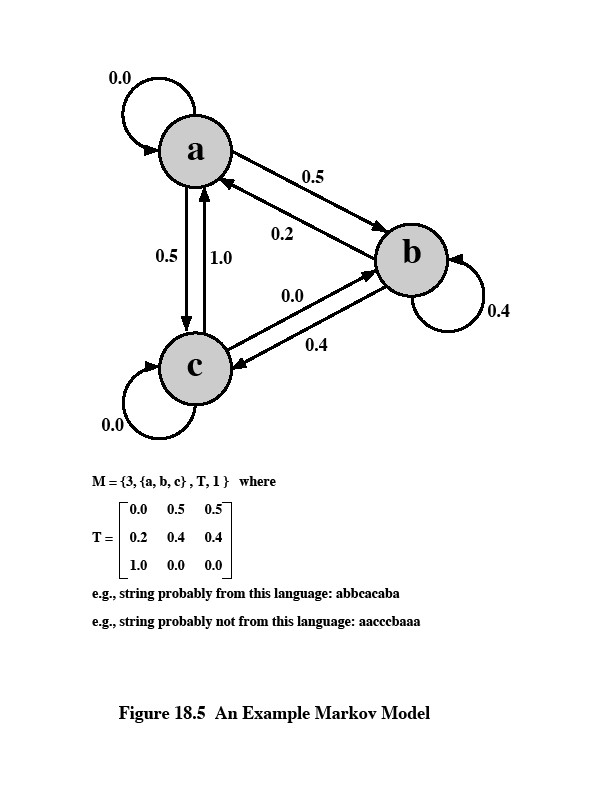 0.0
a
0.5
0.2
0.5
1.0
b
0.0
0.4
0.4
c
0.0
M = {3, {a, b, c} , T, 1 } where
0.0 0.5 0.5
T = 0.2 0.4 0.4
1.0 0.0 0.0
e.g., string probably from this language: abbcacaba
e.g., string probably not from this language: aacccbaaa
Figure 18.5 An Example Markov Model